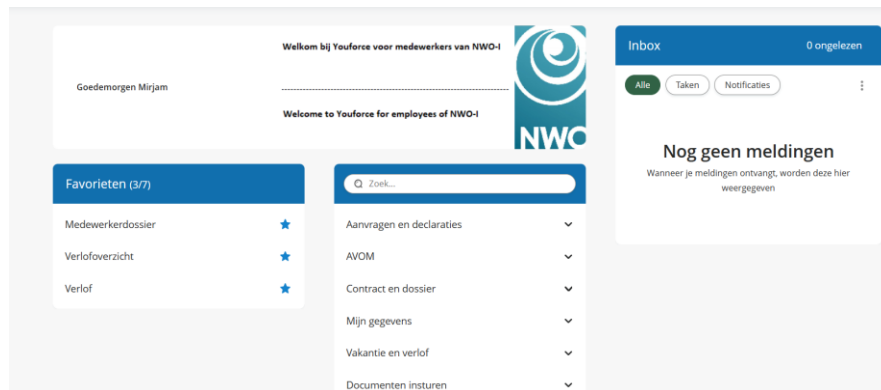 Welkom bij Youforce voor medewerkers van NWO-I
Goedemorgen Mirjam
Welcome to Youforce for employees of NWO-I
NWO
Favorieten (3/7)
Medewerkerdossier
Verlofoverzicht
Verlof
Zoek...
Aanvragen en declaraties
AVOM
Contract en dossier
Mijn gegevens
Vakantie en verlof
Documenten insturen
Inbox
0 ongelezen
Alle
Taken
Notificaties
Nog geen meldingen
Wanneer je meldingen ontvangt, worden deze hier
weergegeven